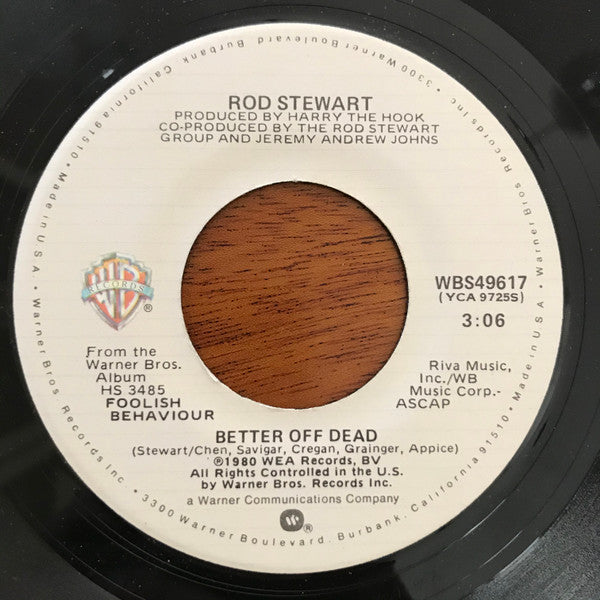 ROD STEWART
PRODUCED BY HARRY THE HOOK
CO-PRODUCED BY THE ROD STEWART
GROUP AND JEREMY ANDREW JOHNS
WB
RECORDS
®
WBS49617
(YCA 9725S)
3:06
From the
Warner Bros.
Album
HS 3485
FOOLISH
BEHAVIOUR
Riva Music,
Inc./WB
Music Corp.-
ASCAP
BETTER OFF DEAD
(Stewart/Chen, Savigar, Cregan, Grainger, Appice)
℗1980 WEA Records, BV
All Rights Controlled in the U.S.
by Warner Bros. Records Inc.
a Warner Communications Company
®
Warner Bros Records Inc. • 3300 Warner Boulevard. Burbank. California 91510 • Made in U.S.A. • Warner Bros Records Inc • 3300 Warner Boulevard. Burbank. California 91510 • Made in U.S.A. •